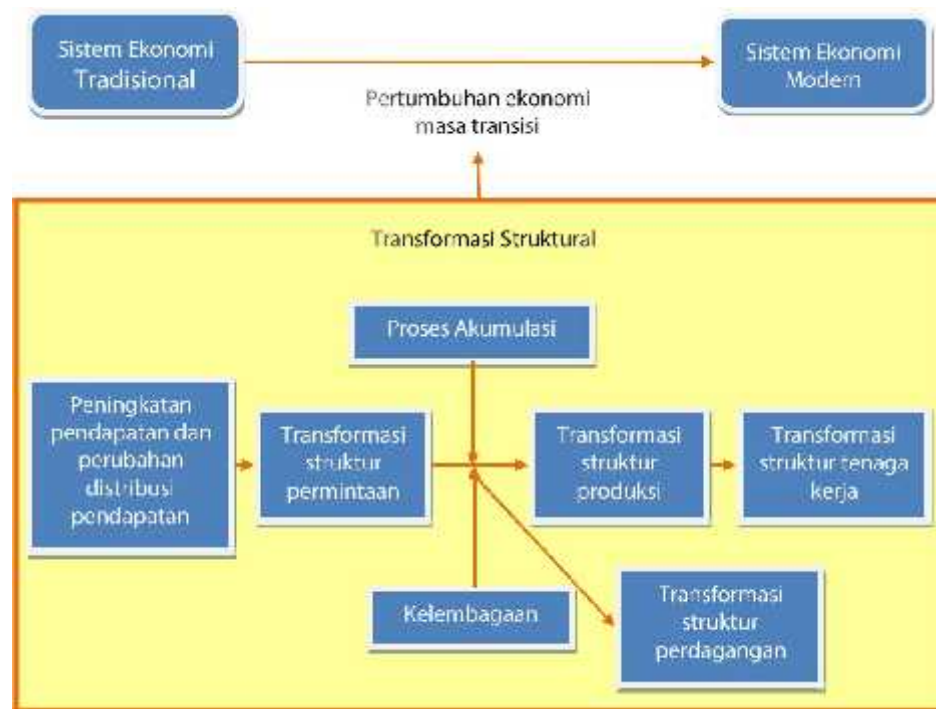 Sistem Ekonomi
Tradisional
Sistem Ekonomi
Modern
Pertumbuhan ekonomi
masa transisi
Transformasi Struktural
Proses Akumulasi
Peningkatan
pendapatan dan
perubahan
distribusi
pendapatan
Transformasi
struktur
permintaan
Transformasi
struktur
produksi
Transformasi
struktur tenaga
kerja
Kelembagaan
Transformasi
struktur
perdagangan